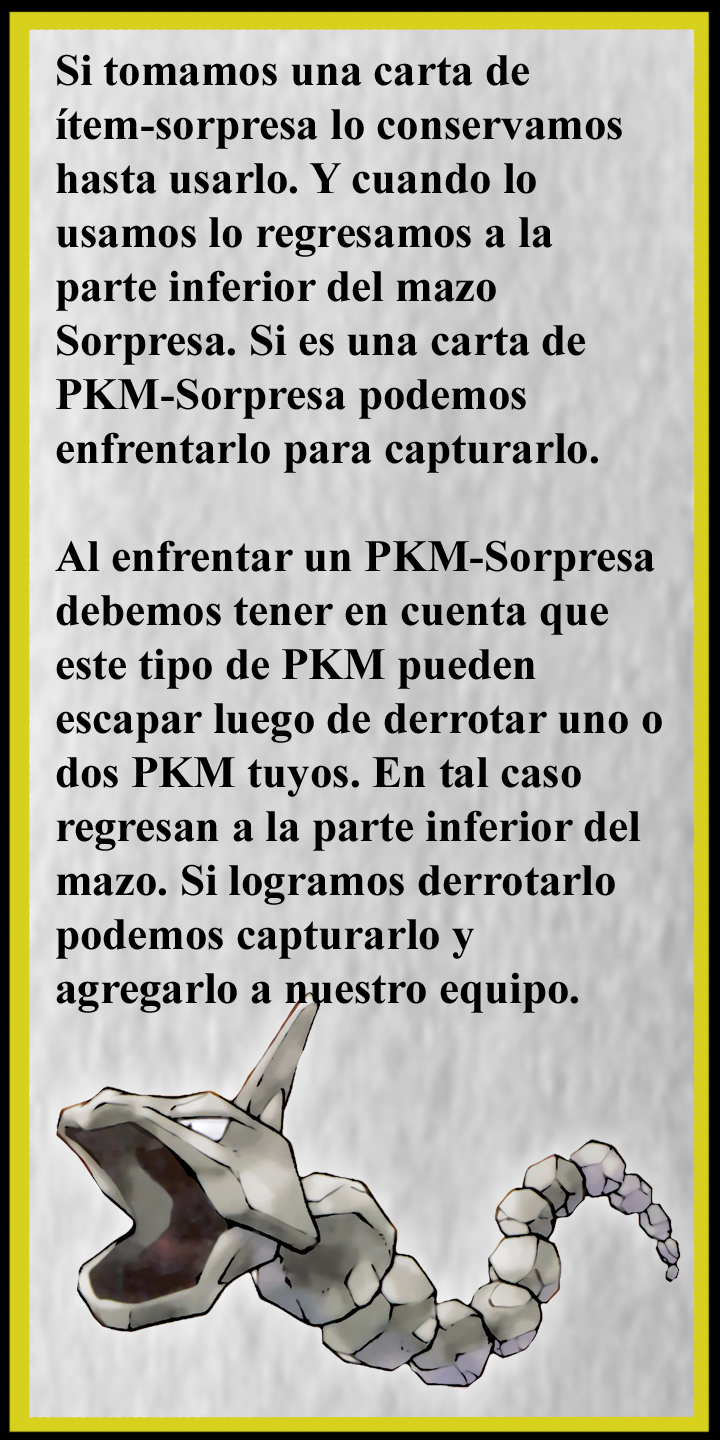 Si tomamos una carta de
ítem-sorpresa lo conservamos
hasta usarlo. Y cuando lo
usamos lo regresamos a la
parte inferior del mazo
Sorpresa. Si es una carta de
PKM-Sorpresa podemos
enfrentarlo para capturarlo.
Al enfrentar un PKM-Sorpresa
debemos tener en cuenta que
este tipo de PKM pueden
escapar luego de derrotar uno o
dos PKM tuyos. En tal caso
regresan a la parte inferior del
mazo. Si logramos derrotarlo
podemos capturarlo y
agregarlo a nuestro equipo.